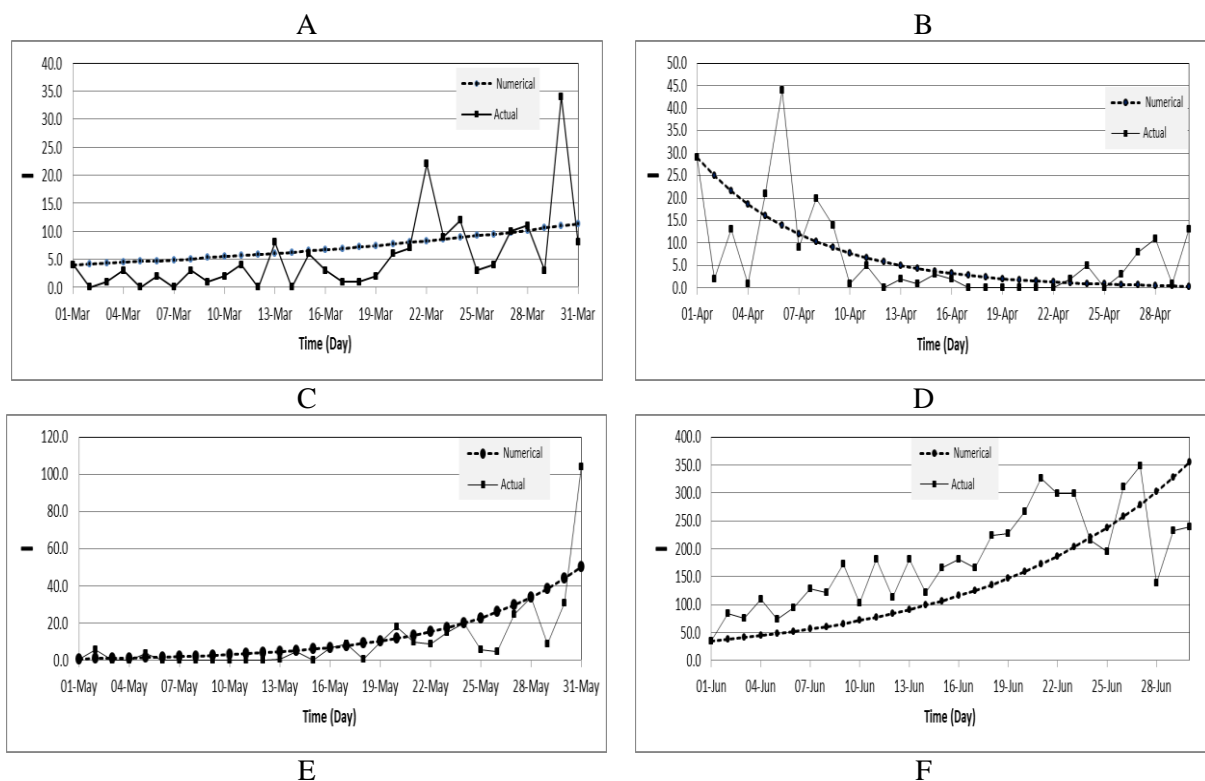 A
40.0
35.0
30.0
25.0
20.0
15.0
10.0
5.0
0.0
I
Numerical
Actual
01-Mar 04-Mar 07-Mar 10-Mar 13-Mar 16-Mar 19-Mar 22-Mar 25-Mar 28-Mar 31-Mar
Time (Day)
B
50.0
45.0
40.0
35.0
30.0
25.0
20.0
15.0
10.0
5.0
0.0
I
Numerical
Actual
01-Apr 04-Apr 07-Apr 10-Apr 13-Apr 16-Apr 19-Apr 22-Apr 25-Apr 28-Apr
Time (Day)
C
120.0
100.0
80.0
60.0
40.0
20.0
0.0
I
Numerical
Actual
01-May 04-May 07-May 10-May 13-May 16-May 19-May 22-May 25-May 28-May 31-May
Time (Day)
D
400.0
350.0
300.0
250.0
200.0
150.0
100.0
50.0
0.0
I
Numerical
Actual
01-Jun 04-Jun 07-Jun 10-Jun 13-Jun 16-Jun 19-Jun 22-Jun 25-Jun 28-Jun
Time (Day)
E
F